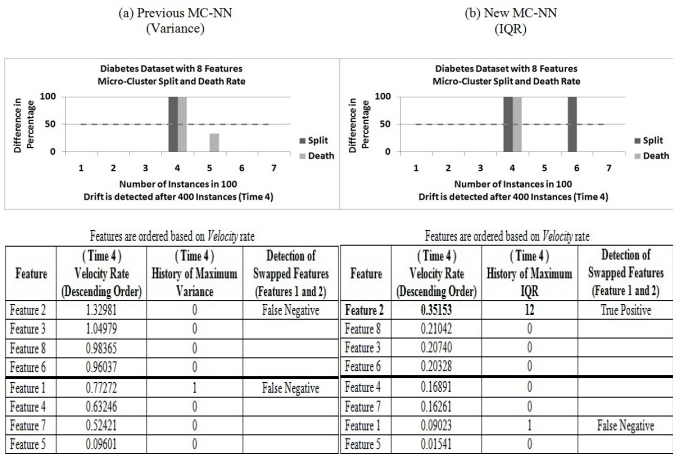 (a) Previous MC-NN
(Variance)
Diabetes Dataset with 8 Features
Micro-Cluster Split and Death Rate
Difference in
Percentage
100
50
0
1 2 3 4 5 6 7
Split
Death
Number of Instances in 100
Drift is detected after 400 Instances (Time 4)
(b) New MC-NN
(IQR)
Diabetes Dataset with 8 Features
Micro-Cluster Split and Death Rate
Difference in
Percentage
100
50
0
1 2 3 4 5 6 7
Split
Death
Number of Instances in 100
Drift is detected after 400 Instances (Time 4)
Features are ordered based on Velocity rate
Feature
( Time 4 )
Velocity Rate
(Descending Order)
( Time 4 )
History of Maximum
Variance
Detection of
Swapped Features
(Features 1 and 2)
Feature 2 1.32981 0 False Negative
Feature 3 1.04979 0
Feature 8 0.98365 0
Feature 6 0.96037 0
Feature 1 0.77272 1 False Negative
Feature 4 0.63246 0
Feature 7 0.52421 0
Feature 5 0.09601 0
Features are ordered based on Velocity rate
Feature
( Time 4 )
Velocity Rate
(Descending Order)
( Time 4 )
History of Maximum
IQR
Detection of
Swapped Features
(Feature 1 and 2)
Feature 2 0.35153 12 True Positive
Feature 8 0.21042 0
Feature 3 0.20740 0
Feature 6 0.20328 0
Feature 4 0.16891 0
Feature 7 0.16261 0
Feature 1 0.09023 1 False Negative
Feature 5 0.01541 0